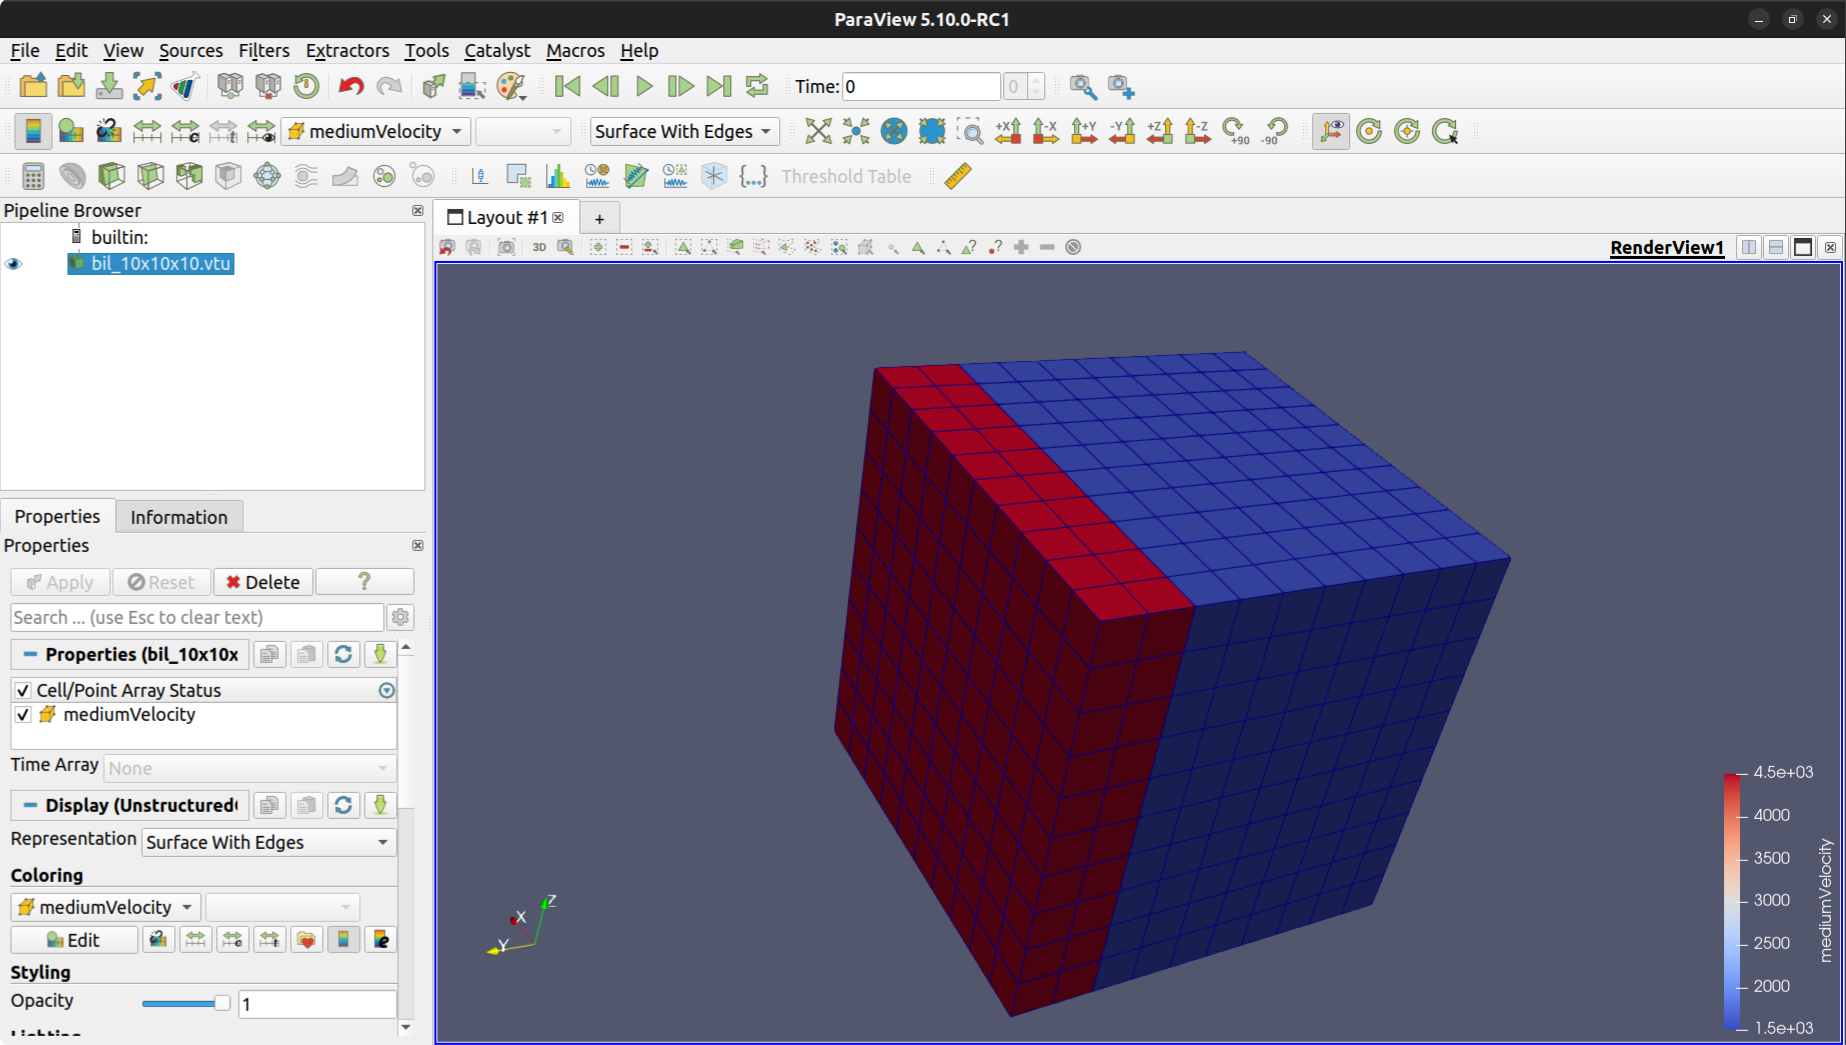 ParaView 5.10.0-RC1
File Edit View Sources Filters Extractors Tools Catalyst Macros Help
Time: 0 0
mediumVelocity Surface With Edges +X -X +Y -Y +Z -Z +90 -90
Threshold Table
Pipeline Browser
builtin:
bil_10x10x10.vtu
Layout #1 +
3D RenderView1
Properties Information
Properties
Apply Reset Delete ?
Search ... (use Esc to clear text)
Properties (bil_10x10x
Cell/Point Array Status
mediumVelocity
Time Array None
Display (Unstructured
Representation Surface With Edges
Coloring
mediumVelocity
Edit
Styling
Opacity 1
X
Y
Z
4.5e+03
4000
3500
3000
2500
2000
1.5e+03
mediumVelocity